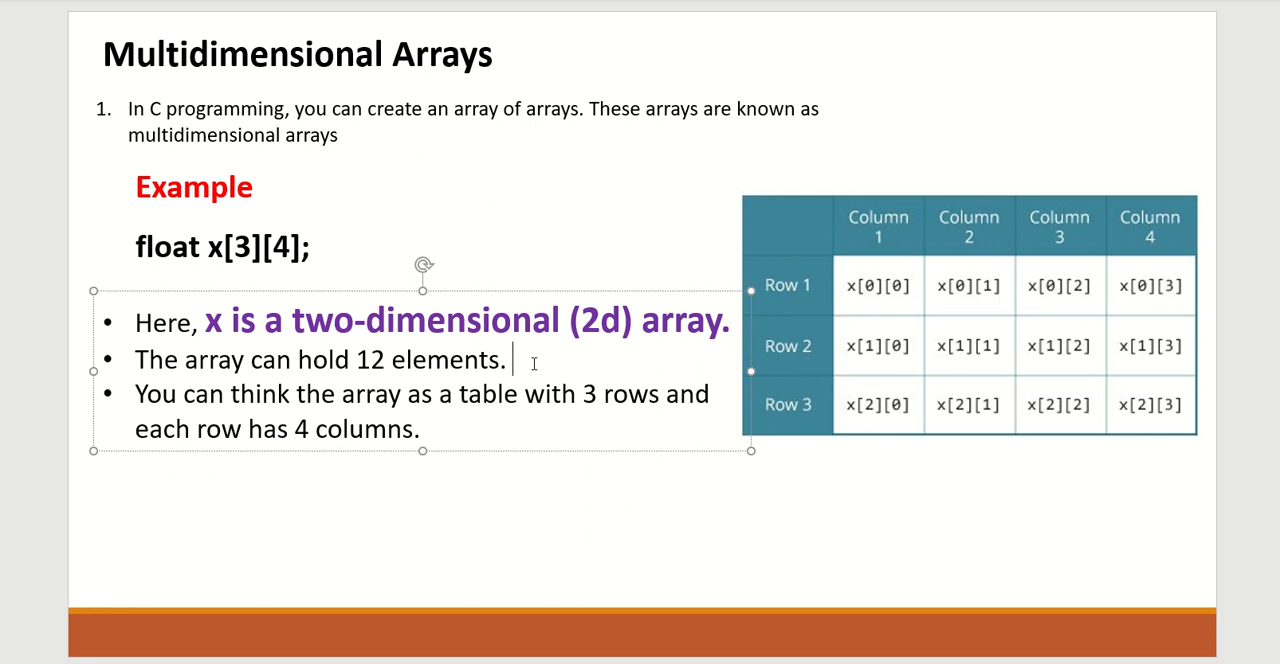 Multidimensional Arrays
1. In C programming, you can create an array of arrays. These arrays are known as
multidimensional arrays
Example
float x[3][4];
• Here, x is a two-dimensional (2d) array.
• The array can hold 12 elements.
• You can think the array as a table with 3 rows and
each row has 4 columns.
Column 1 Column 2 Column 3 Column 4
Row 1 x[0][0] x[0][1] x[0][2] x[0][3]
Row 2 x[1][0] x[1][1] x[1][2] x[1][3]
Row 3 x[2][0] x[2][1] x[2][2] x[2][3]